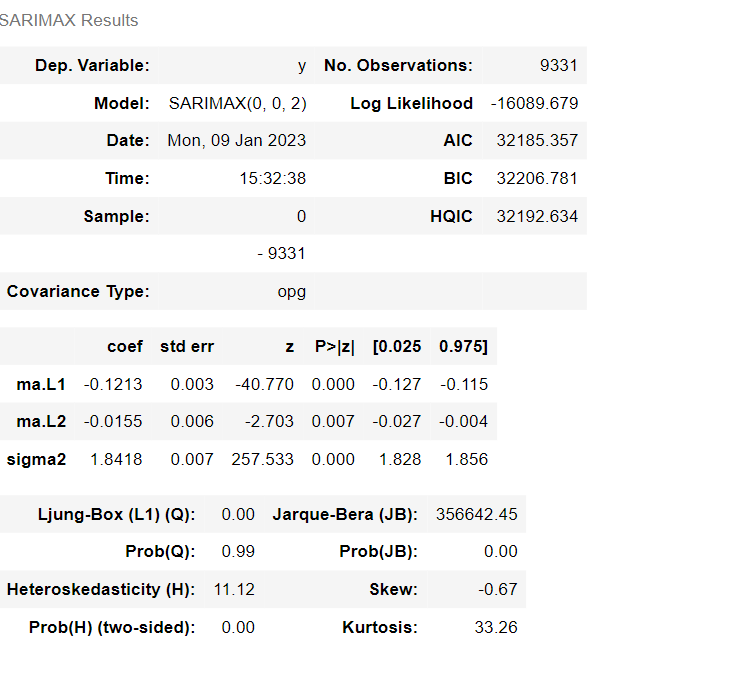 SARIMAX Results
Dep. Variable: y No. Observations: 9331
Model: SARIMAX(0, 0, 2) Log Likelihood -16089.679
Date: Mon, 09 Jan 2023 AIC 32185.357
Time: 15:32:38 BIC 32206.781
Sample: 0 HQIC 32192.634
- 9331
Covariance Type: opg
coef std err z P>|z| [0.025 0.975]
ma.L1 -0.1213 0.003 -40.770 0.000 -0.127 -0.115
ma.L2 -0.0155 0.006 -2.703 0.007 -0.027 -0.004
sigma2 1.8418 0.007 257.533 0.000 1.828 1.856
Ljung-Box (L1) (Q): 0.00 Jarque-Bera (JB): 356642.45
Prob(Q): 0.99 Prob(JB): 0.00
Heteroskedasticity (H): 11.12 Skew: -0.67
Prob(H) (two-sided): 0.00 Kurtosis: 33.26